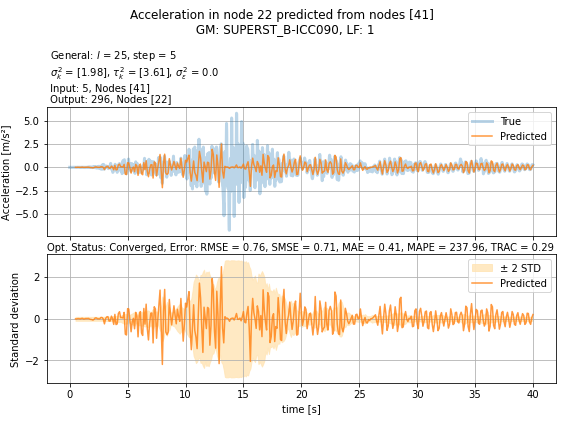 Acceleration in node 22 predicted from nodes [41]
GM: SUPERST_B-ICC090, LF: 1
General: l = 25, step = 5
σ²ₖ = [1.98], τ²ₖ = [3.61], σ²_ε = 0.0
Input: 5, Nodes [41]
Output: 296, Nodes [22]
True
Predicted
5.0
2.5
0.0
−2.5
−5.0
Acceleration [m/s²]
Opt. Status: Converged, Error: RMSE = 0.76, SMSE = 0.71, MAE = 0.41, MAPE = 237.96, TRAC = 0.29
± 2 STD
Predicted
2
0
−2
Standard deviation
0 5 10 15 20 25 30 35 40
time [s]